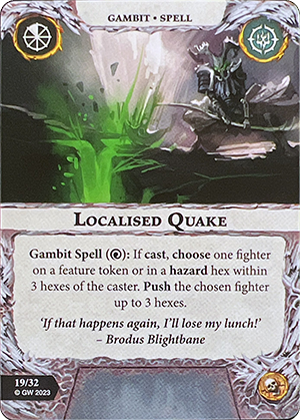 GAMBIT • SPELL
LOCALISED QUAKE
Gambit Spell ( ): If cast, choose one fighter
on a feature token or in a hazard hex within
3 hexes of the caster. Push the chosen fighter
up to 3 hexes.
‘If that happens again, I’ll lose my lunch!’
– Brodus Blightbane
19/32
© GW 2023